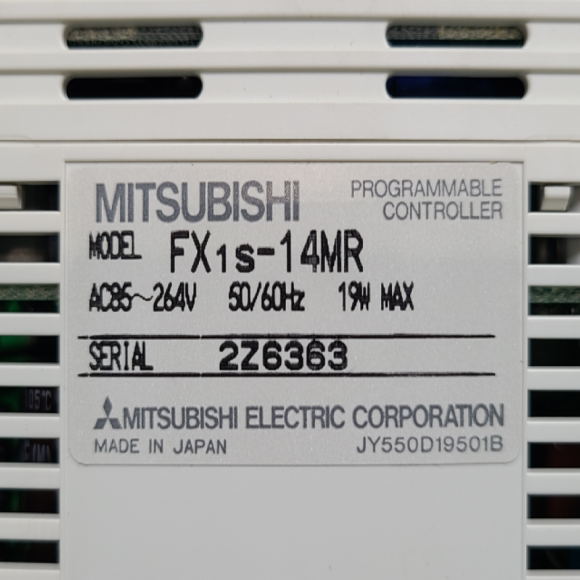 MITSUBISHI
PROGRAMMABLE
CONTROLLER
MODEL FX1s-14MR
AC85~264V 50/60Hz 19W MAX
SERIAL 2Z6363
MITSUBISHI ELECTRIC CORPORATION
MADE IN JAPAN JY550D19501B
105°C